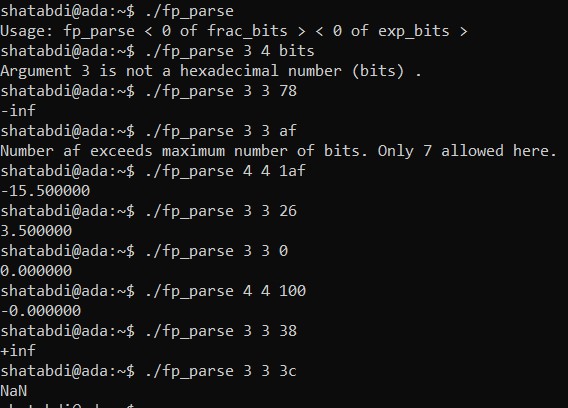 shatabdi@ada:~$ ./fp_parse
Usage: fp_parse < 0 of frac_bits > < 0 of exp_bits >
shatabdi@ada:~$ ./fp_parse 3 4 bits
Argument 3 is not a hexadecimal number (bits) .
shatabdi@ada:~$ ./fp_parse 3 3 78
-inf
shatabdi@ada:~$ ./fp_parse 3 3 af
Number af exceeds maximum number of bits. Only 7 allowed here.
shatabdi@ada:~$ ./fp_parse 4 4 1af
-15.500000
shatabdi@ada:~$ ./fp_parse 3 3 26
3.500000
shatabdi@ada:~$ ./fp_parse 3 3 0
0.000000
shatabdi@ada:~$ ./fp_parse 4 4 100
-0.000000
shatabdi@ada:~$ ./fp_parse 3 3 38
+inf
shatabdi@ada:~$ ./fp_parse 3 3 3c
NaN